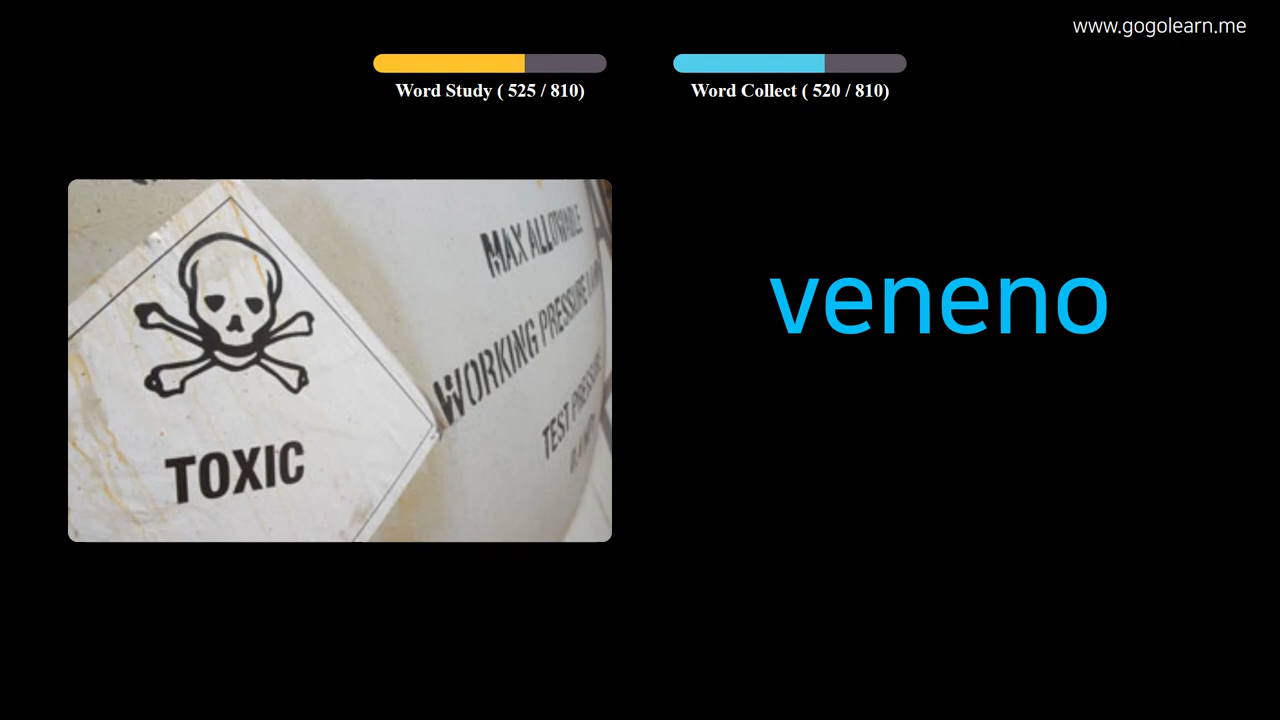 www.gogolearn.me
Word Study ( 525 / 810)
Word Collect ( 520 / 810)
MAX ALLOWABLE
WORKING PRESSURE
TEST PRESSURE
TOXIC
veneno